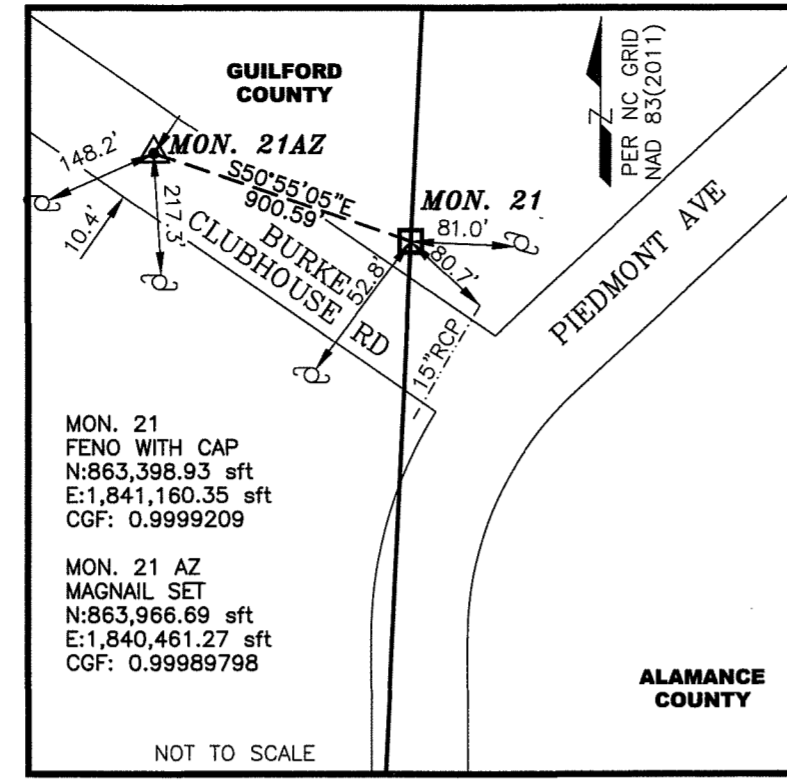 GUILFORD
COUNTY
PER NC GRID
NAD 83(2011)
Z
148.2'
MON. 21AZ
217.3'
10.4'
S50°55'05"E
900.59'
MON. 21
81.0'
80.7'
52.8'
BURKE
CLUBHOUSE RD
PIEDMONT AVE
15"RCP
MON. 21
FENO WITH CAP
N:863,398.93 sft
E:1,841,160.35 sft
CGF: 0.9999209
MON. 21 AZ
MAGNAIL SET
N:863,966.69 sft
E:1,840,461.27 sft
CGF: 0.99989798
ALAMANCE
COUNTY
NOT TO SCALE